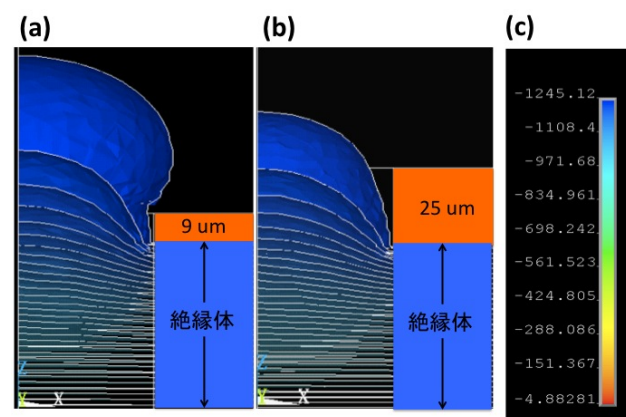 (a)
(b)
(c)
9 um
25 um
絶縁体
絶縁体
Z
Y
X
Z
Y
X
-1245.12
-1108.4
-971.68
-834.961
-698.242
-561.523
-424.805
-288.086
-151.367
-4.88281